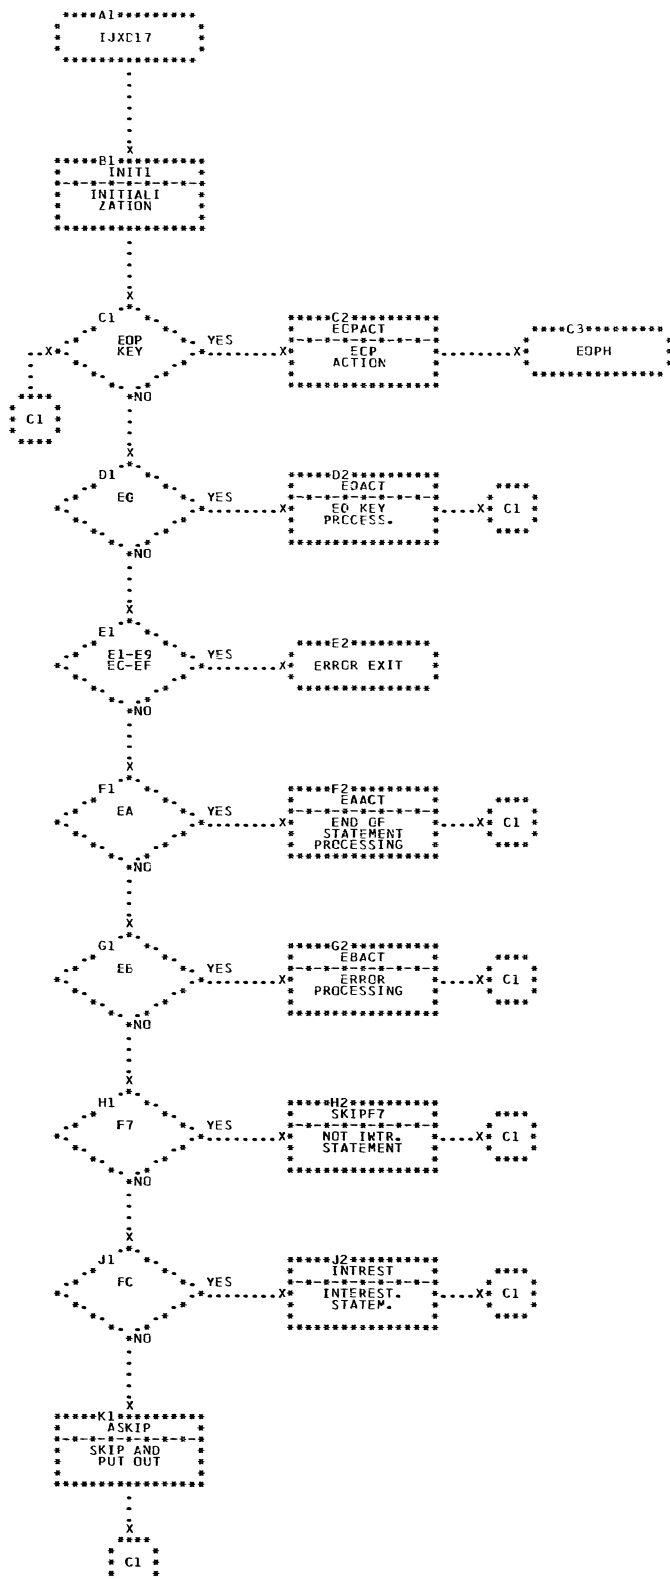 A1
IJXD17
B1
INIT1
INITIALI
ZATION
C1
EOP
KEY
YES
C2
EOPACT
EOP
ACTION
C3
EOPH
NO
C1
D1
E0
YES
D2
E0ACT
E0 KEY
PROCESS.
C1
NO
E1
E1-E9
EC-EF
YES
E2
ERROR EXIT
NO
F1
EA
YES
F2
EAACT
END OF
STATEMENT
PROCESSING
C1
NO
G1
EB
YES
G2
EBACT
ERROR
PROCESSING
C1
NO
H1
F7
YES
H2
SKIPF7
NOT INTR.
STATEMENT
C1
NO
J1
FC
YES
J2
INTREST
INTEREST.
STATEM.
C1
NO
K1
ASKIP
SKIP AND
PUT OUT
C1